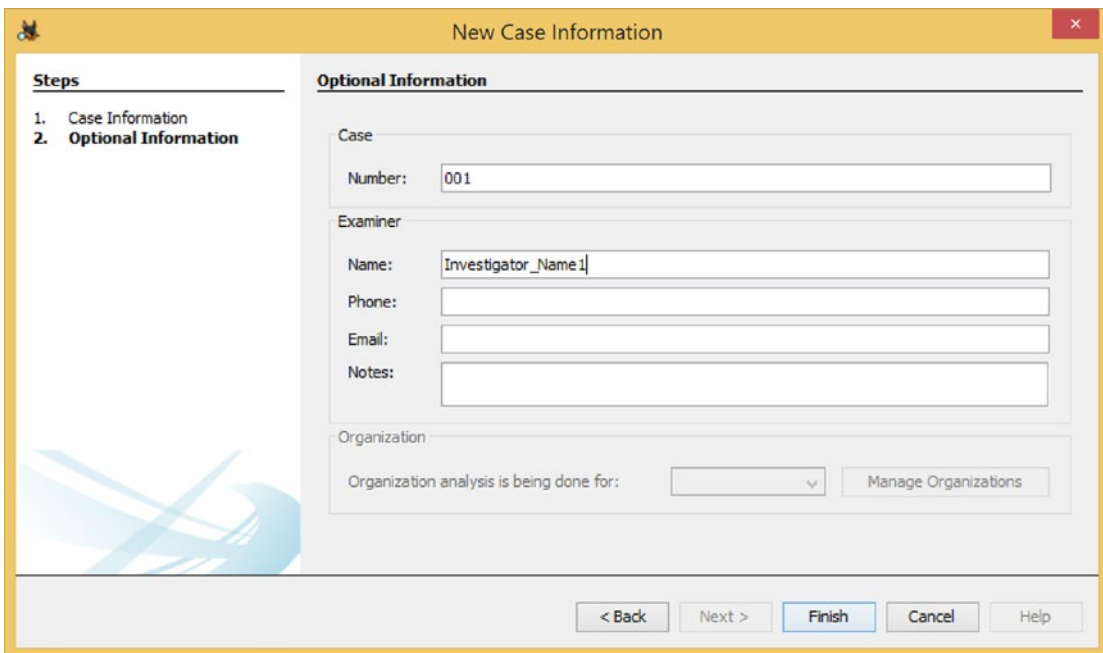 New Case Information
Steps
1. Case Information
2. Optional Information
Optional Information
Case
Number: 001
Examiner
Name: Investigator_Name1
Phone:
Email:
Notes:
Organization
Organization analysis is being done for: Manage Organizations
< Back Next > Finish Cancel Help